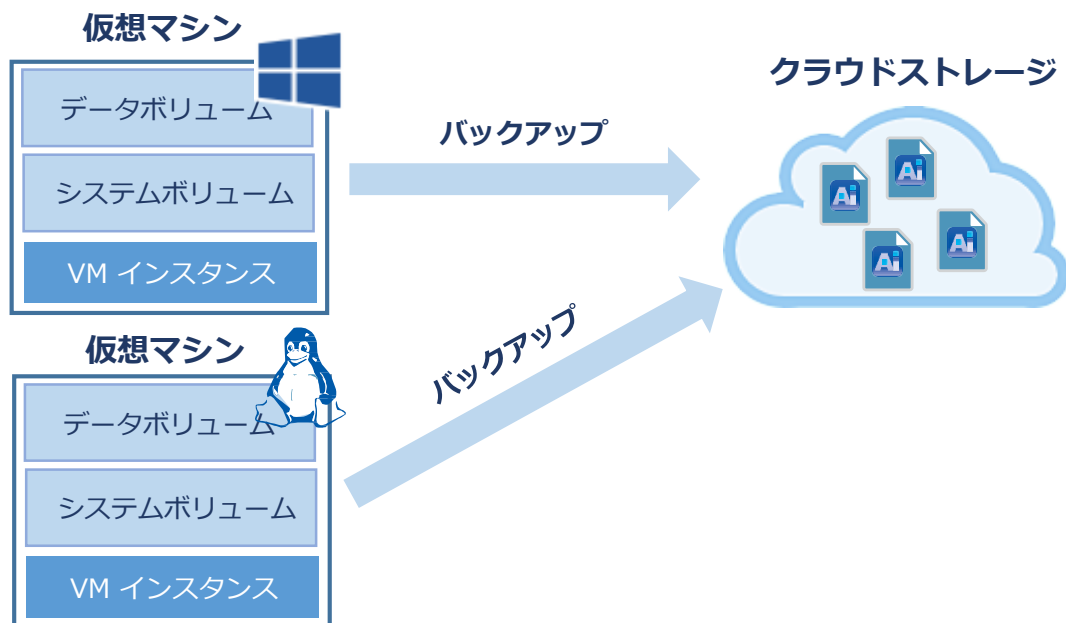 仮想マシン
データボリューム
システムボリューム
VM インスタンス
バックアップ
クラウドストレージ
Ai
Ai
Ai
Ai
仮想マシン
データボリューム
システムボリューム
VM インスタンス
バックアップ